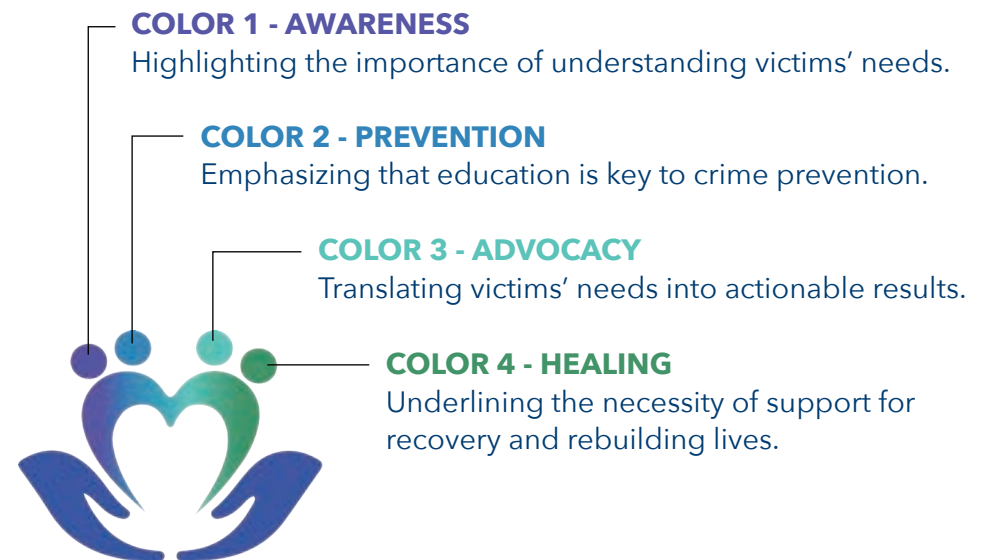 COLOR 1 - AWARENESS
Highlighting the importance of understanding victims’ needs.
COLOR 2 - PREVENTION
Emphasizing that education is key to crime prevention.
COLOR 3 - ADVOCACY
Translating victims’ needs into actionable results.
COLOR 4 - HEALING
Underlining the necessity of support for
recovery and rebuilding lives.